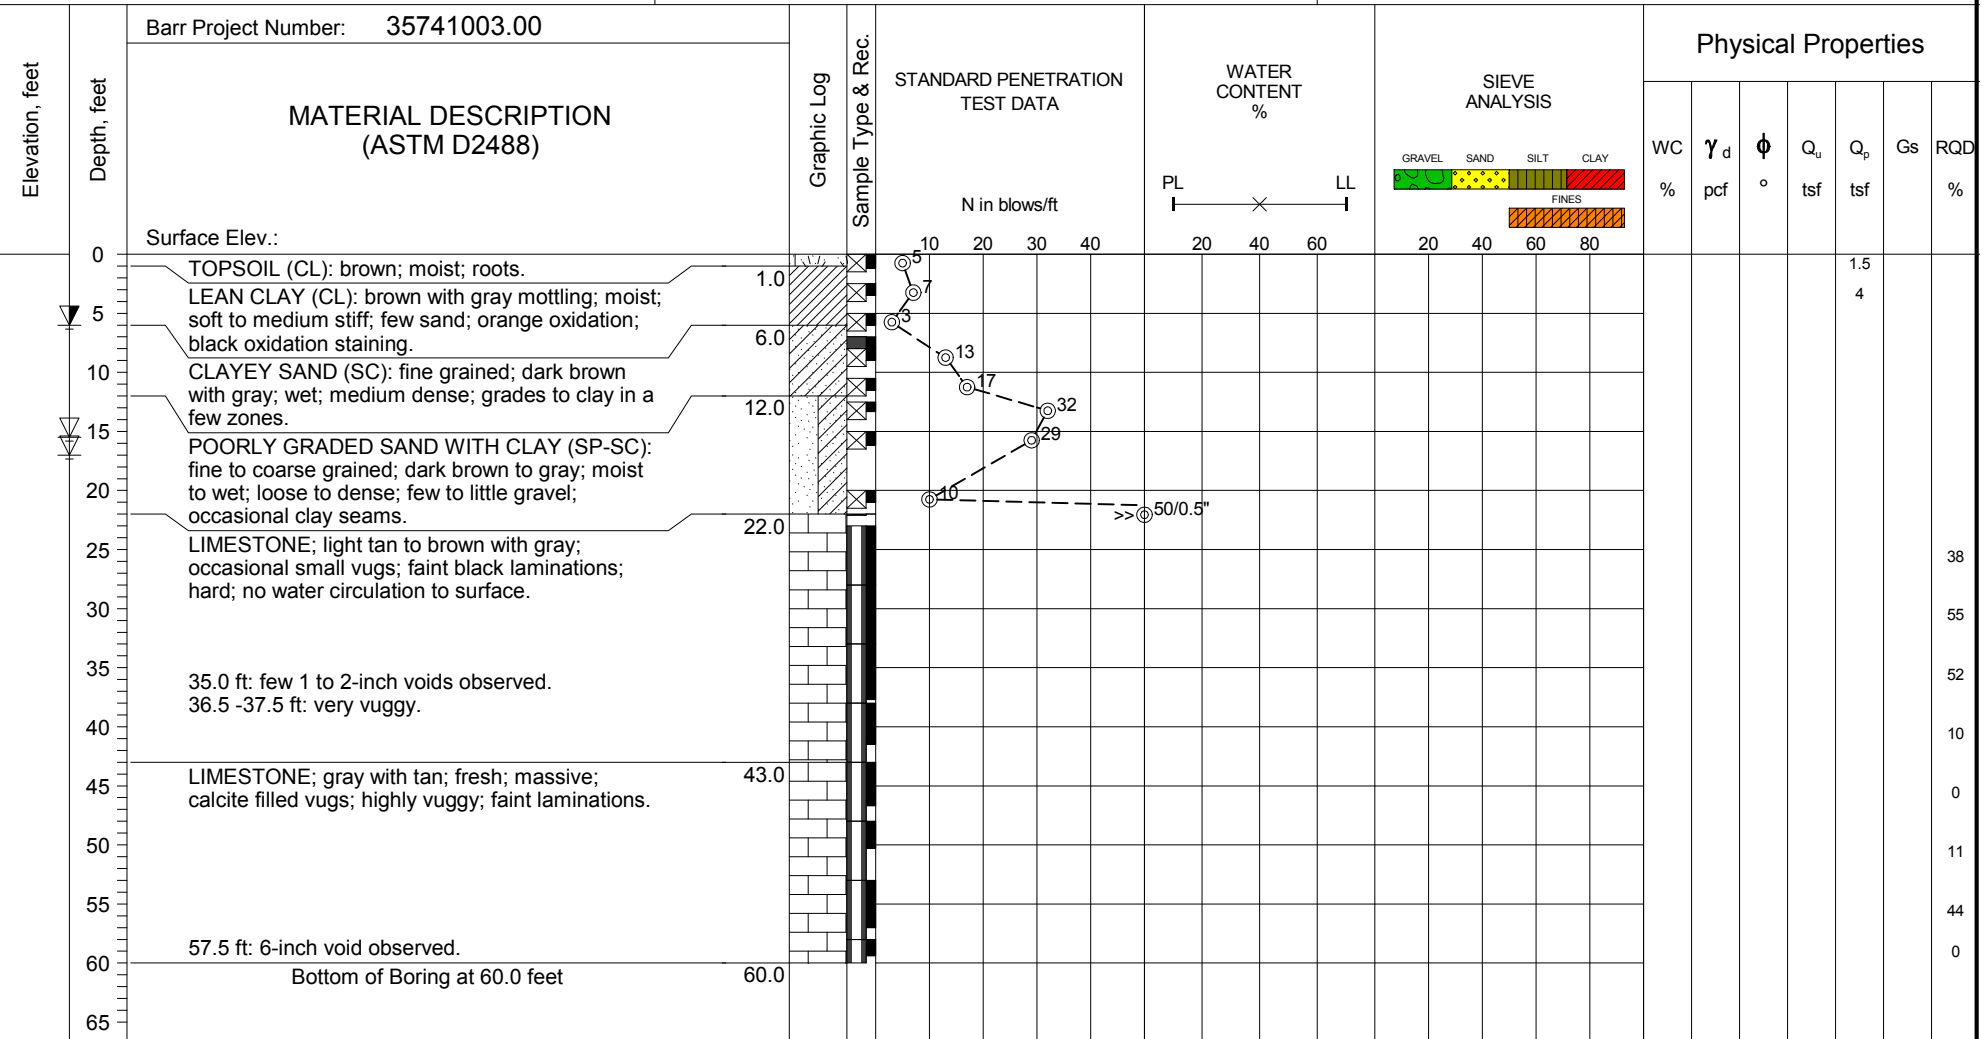 Barr Project Number: 35741003.00
Elevation, feet
Depth, feet
MATERIAL DESCRIPTION
(ASTM D2488)
Surface Elev.:
Graphic Log
Sample Type & Rec.
STANDARD PENETRATION
TEST DATA
N in blows/ft
10 20 30 40
WATER
CONTENT
%
PL LL
20 40 60
SIEVE
ANALYSIS
GRAVEL SAND SILT CLAY
FINES
20 40 60 80
Physical Properties
WC γ d ϕ Qu Qp Gs RQD
% pcf ° tsf tsf %
0
TOPSOIL (CL): brown; moist; roots.
1.0
5
1.5
LEAN CLAY (CL): brown with gray mottling; moist;
soft to medium stiff; few sand; orange oxidation;
black oxidation staining.
7
4
5
3
6.0
13
CLAYEY SAND (SC): fine grained; dark brown
with gray; wet; medium dense; grades to clay in a
few zones.
10
17
12.0
32
15
29
POORLY GRADED SAND WITH CLAY (SP-SC):
fine to coarse grained; dark brown to gray; moist
to wet; loose to dense; few to little gravel;
occasional clay seams.
20
10
>> 50/0.5"
22.0
LIMESTONE; light tan to brown with gray;
occasional small vugs; faint black laminations;
hard; no water circulation to surface.
25
38
30
55
35
52
35.0 ft: few 1 to 2-inch voids observed.
36.5 -37.5 ft: very vuggy.
40
10
LIMESTONE; gray with tan; fresh; massive;
calcite filled vugs; highly vuggy; faint laminations.
43.0
45
0
50
11
55
44
57.5 ft: 6-inch void observed.
0
60
Bottom of Boring at 60.0 feet
60.0
65